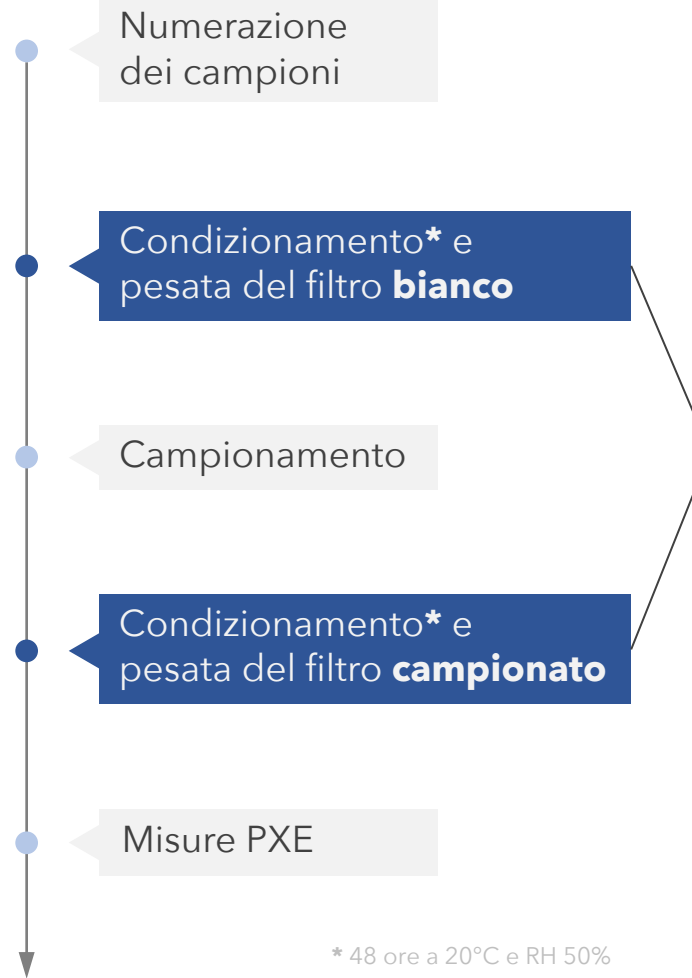 Numerazione
dei campioni
Condizionamento* e
pesata del filtro bianco
Campionamento
Condizionamento* e
pesata del filtro campionato
Misure PXE
* 48 ore a 20°C e RH 50%